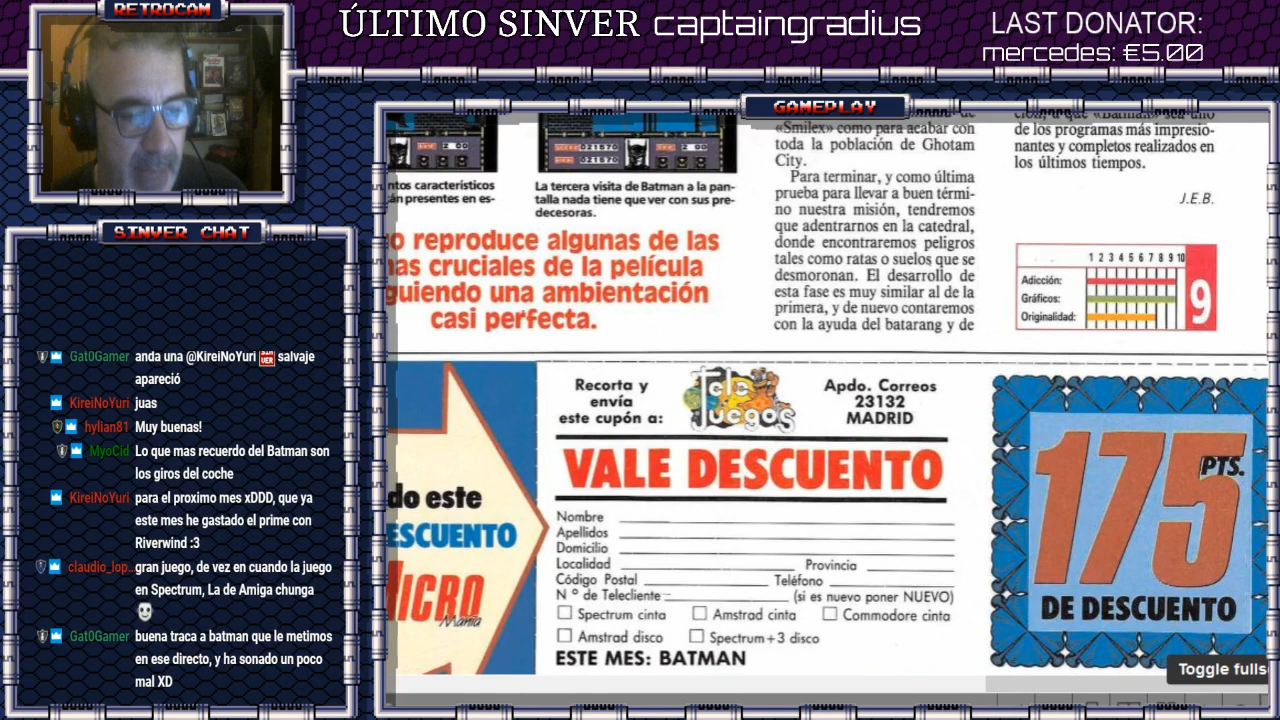 RETROCAM
ÚLTIMO SINVER captaingradius
LAST DONATOR:
mercedes: €5.00
SINVER CHAT
Gat0Gamer anda una @KireiNoYuri SIN VER salvaje
apareció
KireiNoYuri juas
hylian81 Muy buenas!
MyoCid Lo que mas recuerdo del Batman son
los giros del coche
KireiNoYuri para el proximo mes xDDD, que ya
este mes he gastado el prime con
Riverwind :3
claudio_lop... gran juego, de vez en cuando la juego
en Spectrum, La de Amiga chunga
Gat0Gamer buena traca a batman que le metimos
en ese directo, y ha sonado un poco
mal XD
GAMEPLAY
021870
021870
ntos característicos
án presentes en es-
La tercera visita de Batman a la pan-
talla nada tiene que ver con sus pre-
decesoras.
o reproduce algunas de las
as cruciales de la película
guiendo una ambientación
casi perfecta.
«Smilex» como para acabar con
toda la población de Ghotam
City.
Para terminar, y como última
prueba para llevar a buen térmi-
no nuestra misión, tendremos
que adentrarnos en la catedral,
donde encontraremos peligros
tales como ratas o suelos que se
desmoronan. El desarrollo de
esta fase es muy similar al de la
primera, y de nuevo contaremos
con la ayuda del batarang y de
de los programas más impresio-
nantes y completos realizados en
los últimos tiempos.
J.E.B.
1 2 3 4 5 6 7 8 9 10
Adicción:
Gráficos:
Originalidad:
9
do este
ESCUENTO
MICRO
Manía
Recorta y
envía
este cupón a:
Tele Juegos
Apdo. Correos
23132
MADRID
VALE DESCUENTO
Nombre
Apellidos
Domicilio
Localidad Provincia
Código Postal Teléfono
N º de Telecliente (si es nuevo poner NUEVO)
Spectrum cinta Amstrad cinta Commodore cinta
Amstrad disco Spectrum+3 disco
ESTE MES: BATMAN
175 PTS.
DE DESCUENTO
Toggle fulls